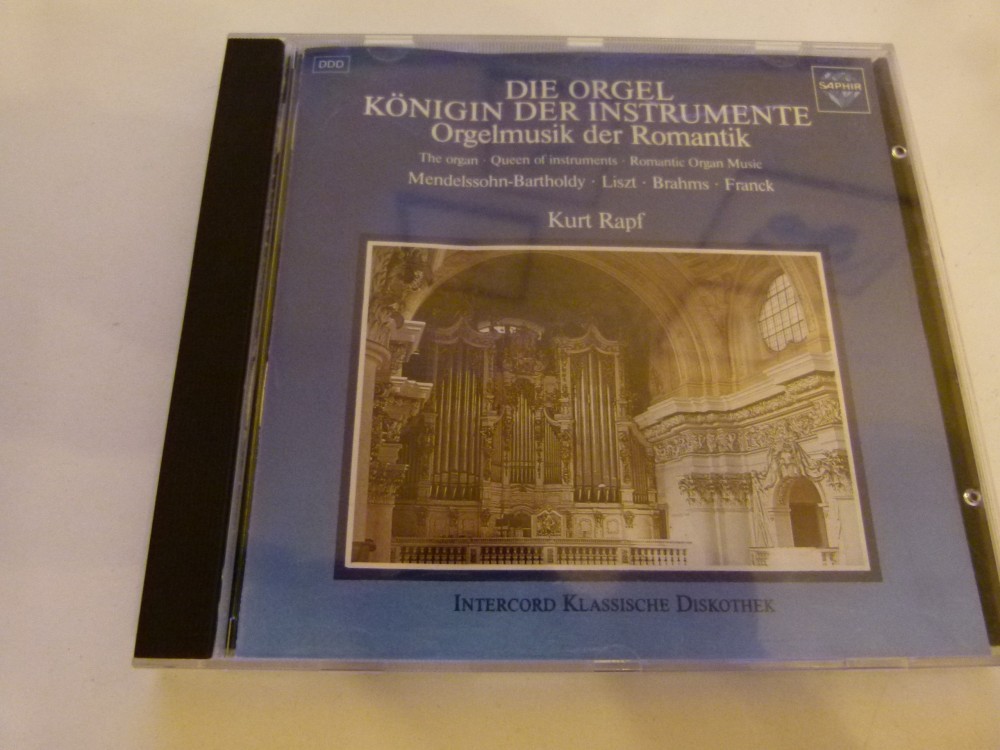 DDD
SAPHIR
DIE ORGEL
KÖNIGIN DER INSTRUMENTE
Orgelmusik der Romantik
The organ · Queen of instruments · Romantic Organ Music
Mendelssohn-Bartholdy · Liszt · Brahms · Franck
Kurt Rapf
INTERCORD KLASSISCHE DISKOTHEK